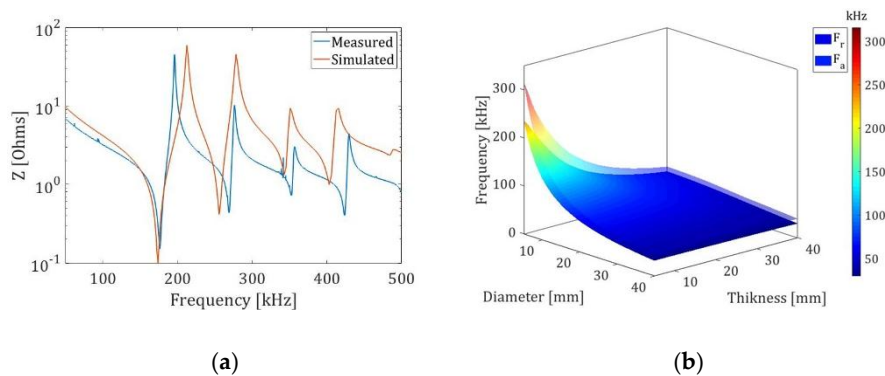 10^2
10^1
10^0
10^-1
Z [Ohms]
Measured
Simulated
100 200 300 400 500
Frequency [kHz]
(a)
kHz
F_r
F_a
300
200
100
0
Frequency [kHz]
10 20 30 40
Diameter [mm]
10 20 30 40
Thikness [mm]
300
250
200
150
100
50
(b)